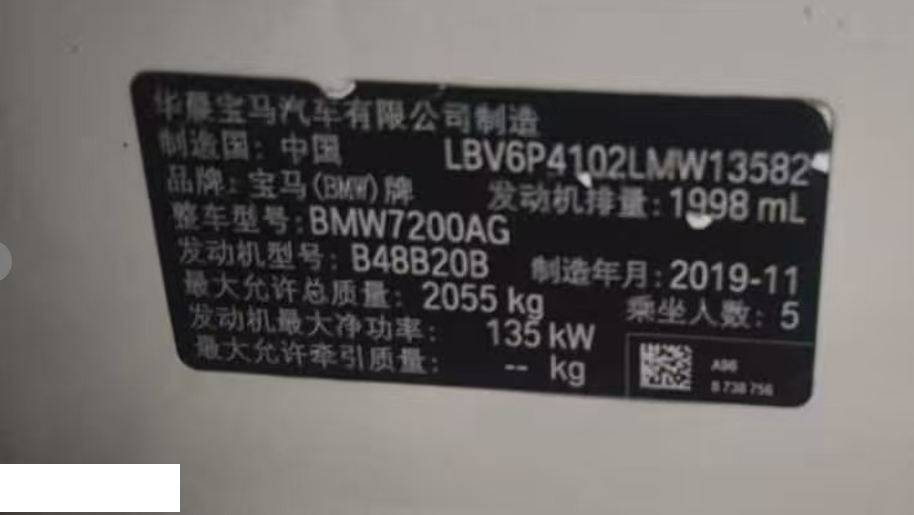 华晨宝马汽车有限公司制造
制造国：中国 LBV6P4102LMW13582
品牌：宝马(BMW)牌 发动机排量：1998 mL
整车型号：BMW7200AG
发动机型号：B48B20B 制造年月：2019-11
最大允许总质量：2055 kg 乘坐人数：5
发动机最大净功率：135 kW
最大允许牵引质量：-- kg
A96
8 738 756